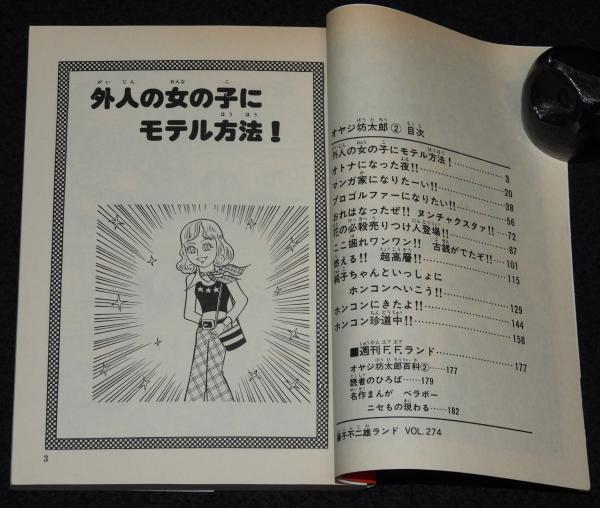 外人の女の子に
モテル方法!
3
オヤジ坊太郎 ② 目次
外人の女の子にモテル方法!…………3
オトナになった夜!!…………20
マンガ家になりたーい!!…………38
プロゴルファーになりたい!!…………56
おれはなったぜ!! ヌンチャクスタァ!!……72
花の必殺売りつけ人登場!!…………87
ここ掘れワンワン!! 古銭がでたぞ!!……101
燃える!! 超高層!!…………115
純子ちゃんといっしょに
ホンコンへいこう!!…………129
ホンコンにきたよ!!…………144
ホンコン珍道中!!…………158
■週刊F.F.ランド…………177
オヤジ坊太郎百科②……177
読者のひろば……179
名作まんが ベラボー
ニセもの現わる……182
藤子不二雄ランド VOL.274